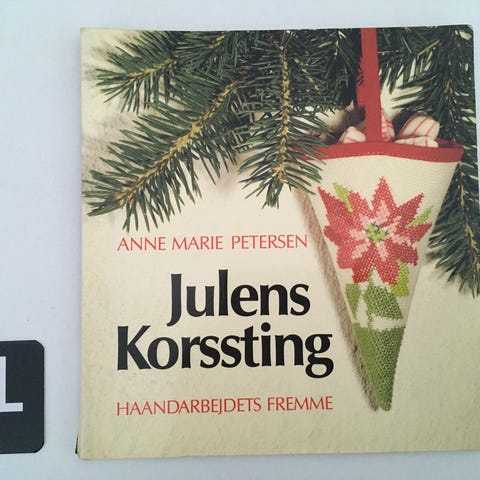 ANNE MARIE PETERSEN
Julens
Korssting
HAANDARBEJDETS FREMME